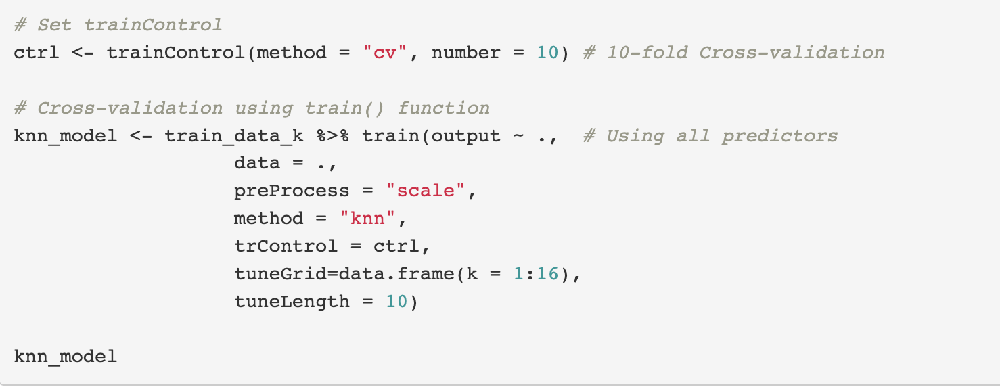 # Set trainControl
ctrl <- trainControl(method = "cv", number = 10) # 10-fold Cross-validation
# Cross-validation using train() function
knn_model <- train_data_k %>% train(output ~ .,  # Using all predictors
                   data = .,
                   preProcess = "scale",
                   method = "knn",
                   trControl = ctrl,
                   tuneGrid=data.frame(k = 1:16),
                   tuneLength = 10)
knn_model